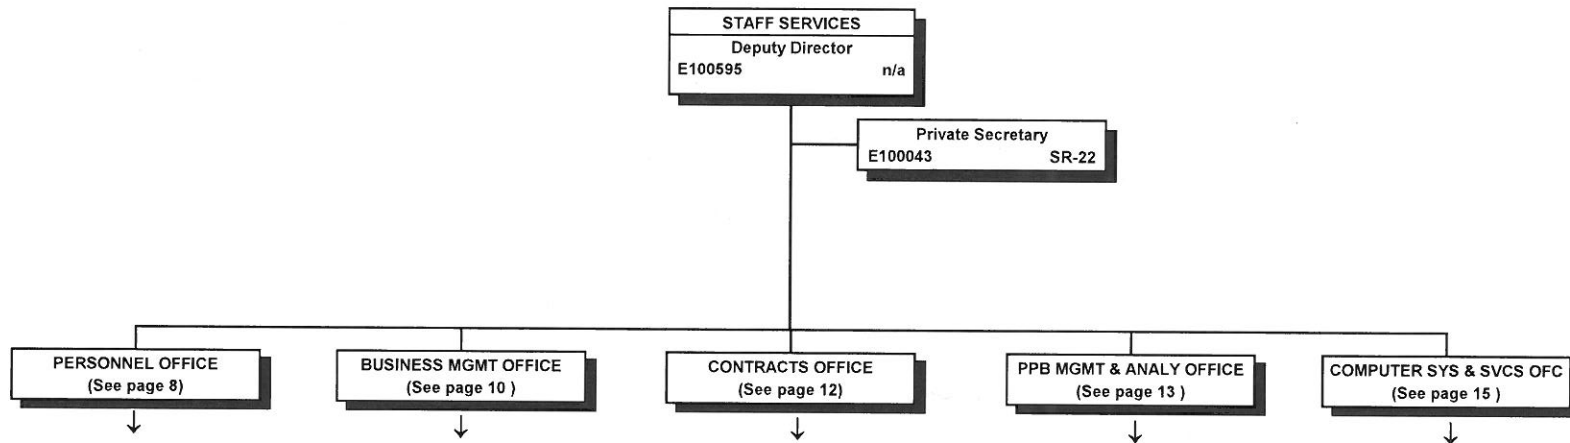 STAFF SERVICES
Deputy Director
E100595 n/a
Private Secretary
E100043 SR-22
PERSONNEL OFFICE
(See page 8)
BUSINESS MGMT OFFICE
(See page 10 )
CONTRACTS OFFICE
(See page 12)
PPB MGMT & ANALY OFFICE
(See page 13 )
COMPUTER SYS & SVCS OFC
(See page 15 )